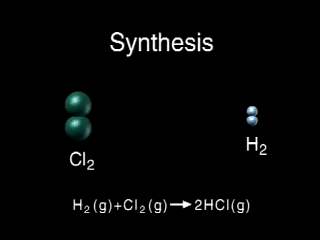 Synthesis
Cl₂
H₂
H₂(g)+Cl₂(g)→2HCl(g)